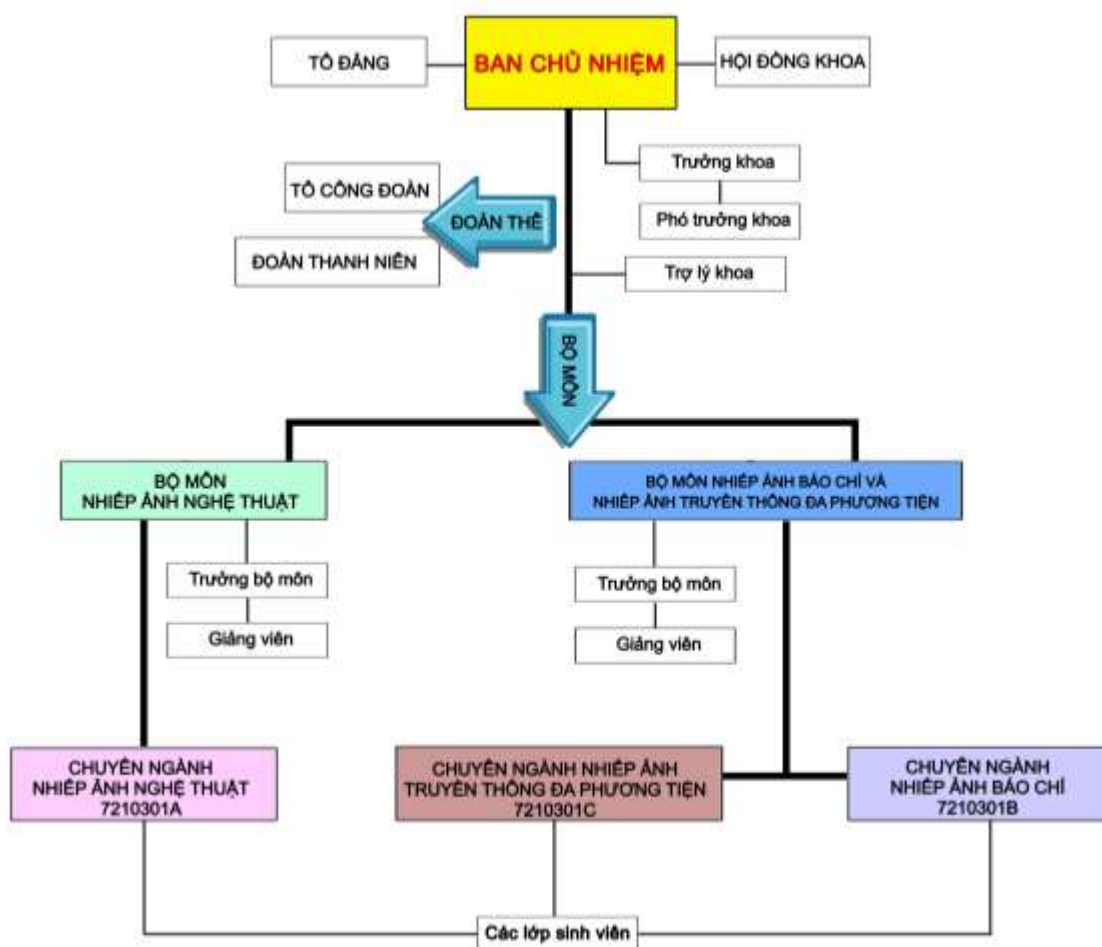 TỔ ĐẢNG
BAN CHỦ NHIỆM
HỘI ĐỒNG KHOA
Trưởng khoa
TỔ CÔNG ĐOÀN
Phó trưởng khoa
ĐOÀN THỂ
ĐOÀN THANH NIÊN
Trợ lý khoa
BỘ MÔN
BỘ MÔN
NHIẾP ẢNH NGHỆ THUẬT
BỘ MÔN NHIẾP ẢNH BÁO CHÍ VÀ
NHIẾP ẢNH TRUYỀN THÔNG ĐA PHƯƠNG TIỆN
Trưởng bộ môn
Giảng viên
Trưởng bộ môn
Giảng viên
CHUYÊN NGÀNH
NHIẾP ẢNH NGHỆ THUẬT
7210301A
CHUYÊN NGÀNH NHIẾP ẢNH
TRUYỀN THÔNG ĐA PHƯƠNG TIỆN
7210301C
CHUYÊN NGÀNH
NHIẾP ẢNH BÁO CHÍ
7210301B
Các lớp sinh viên